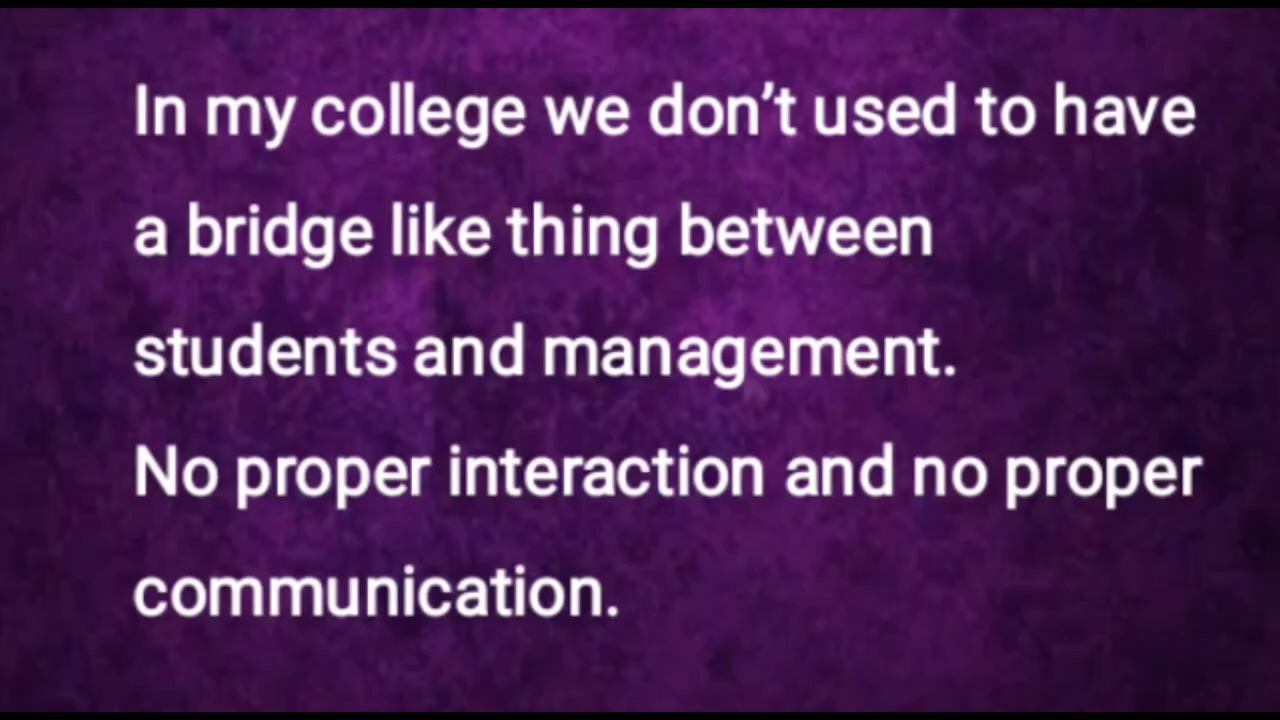 In my college we don’t used to have
a bridge like thing between
students and management.
No proper interaction and no proper
communication.